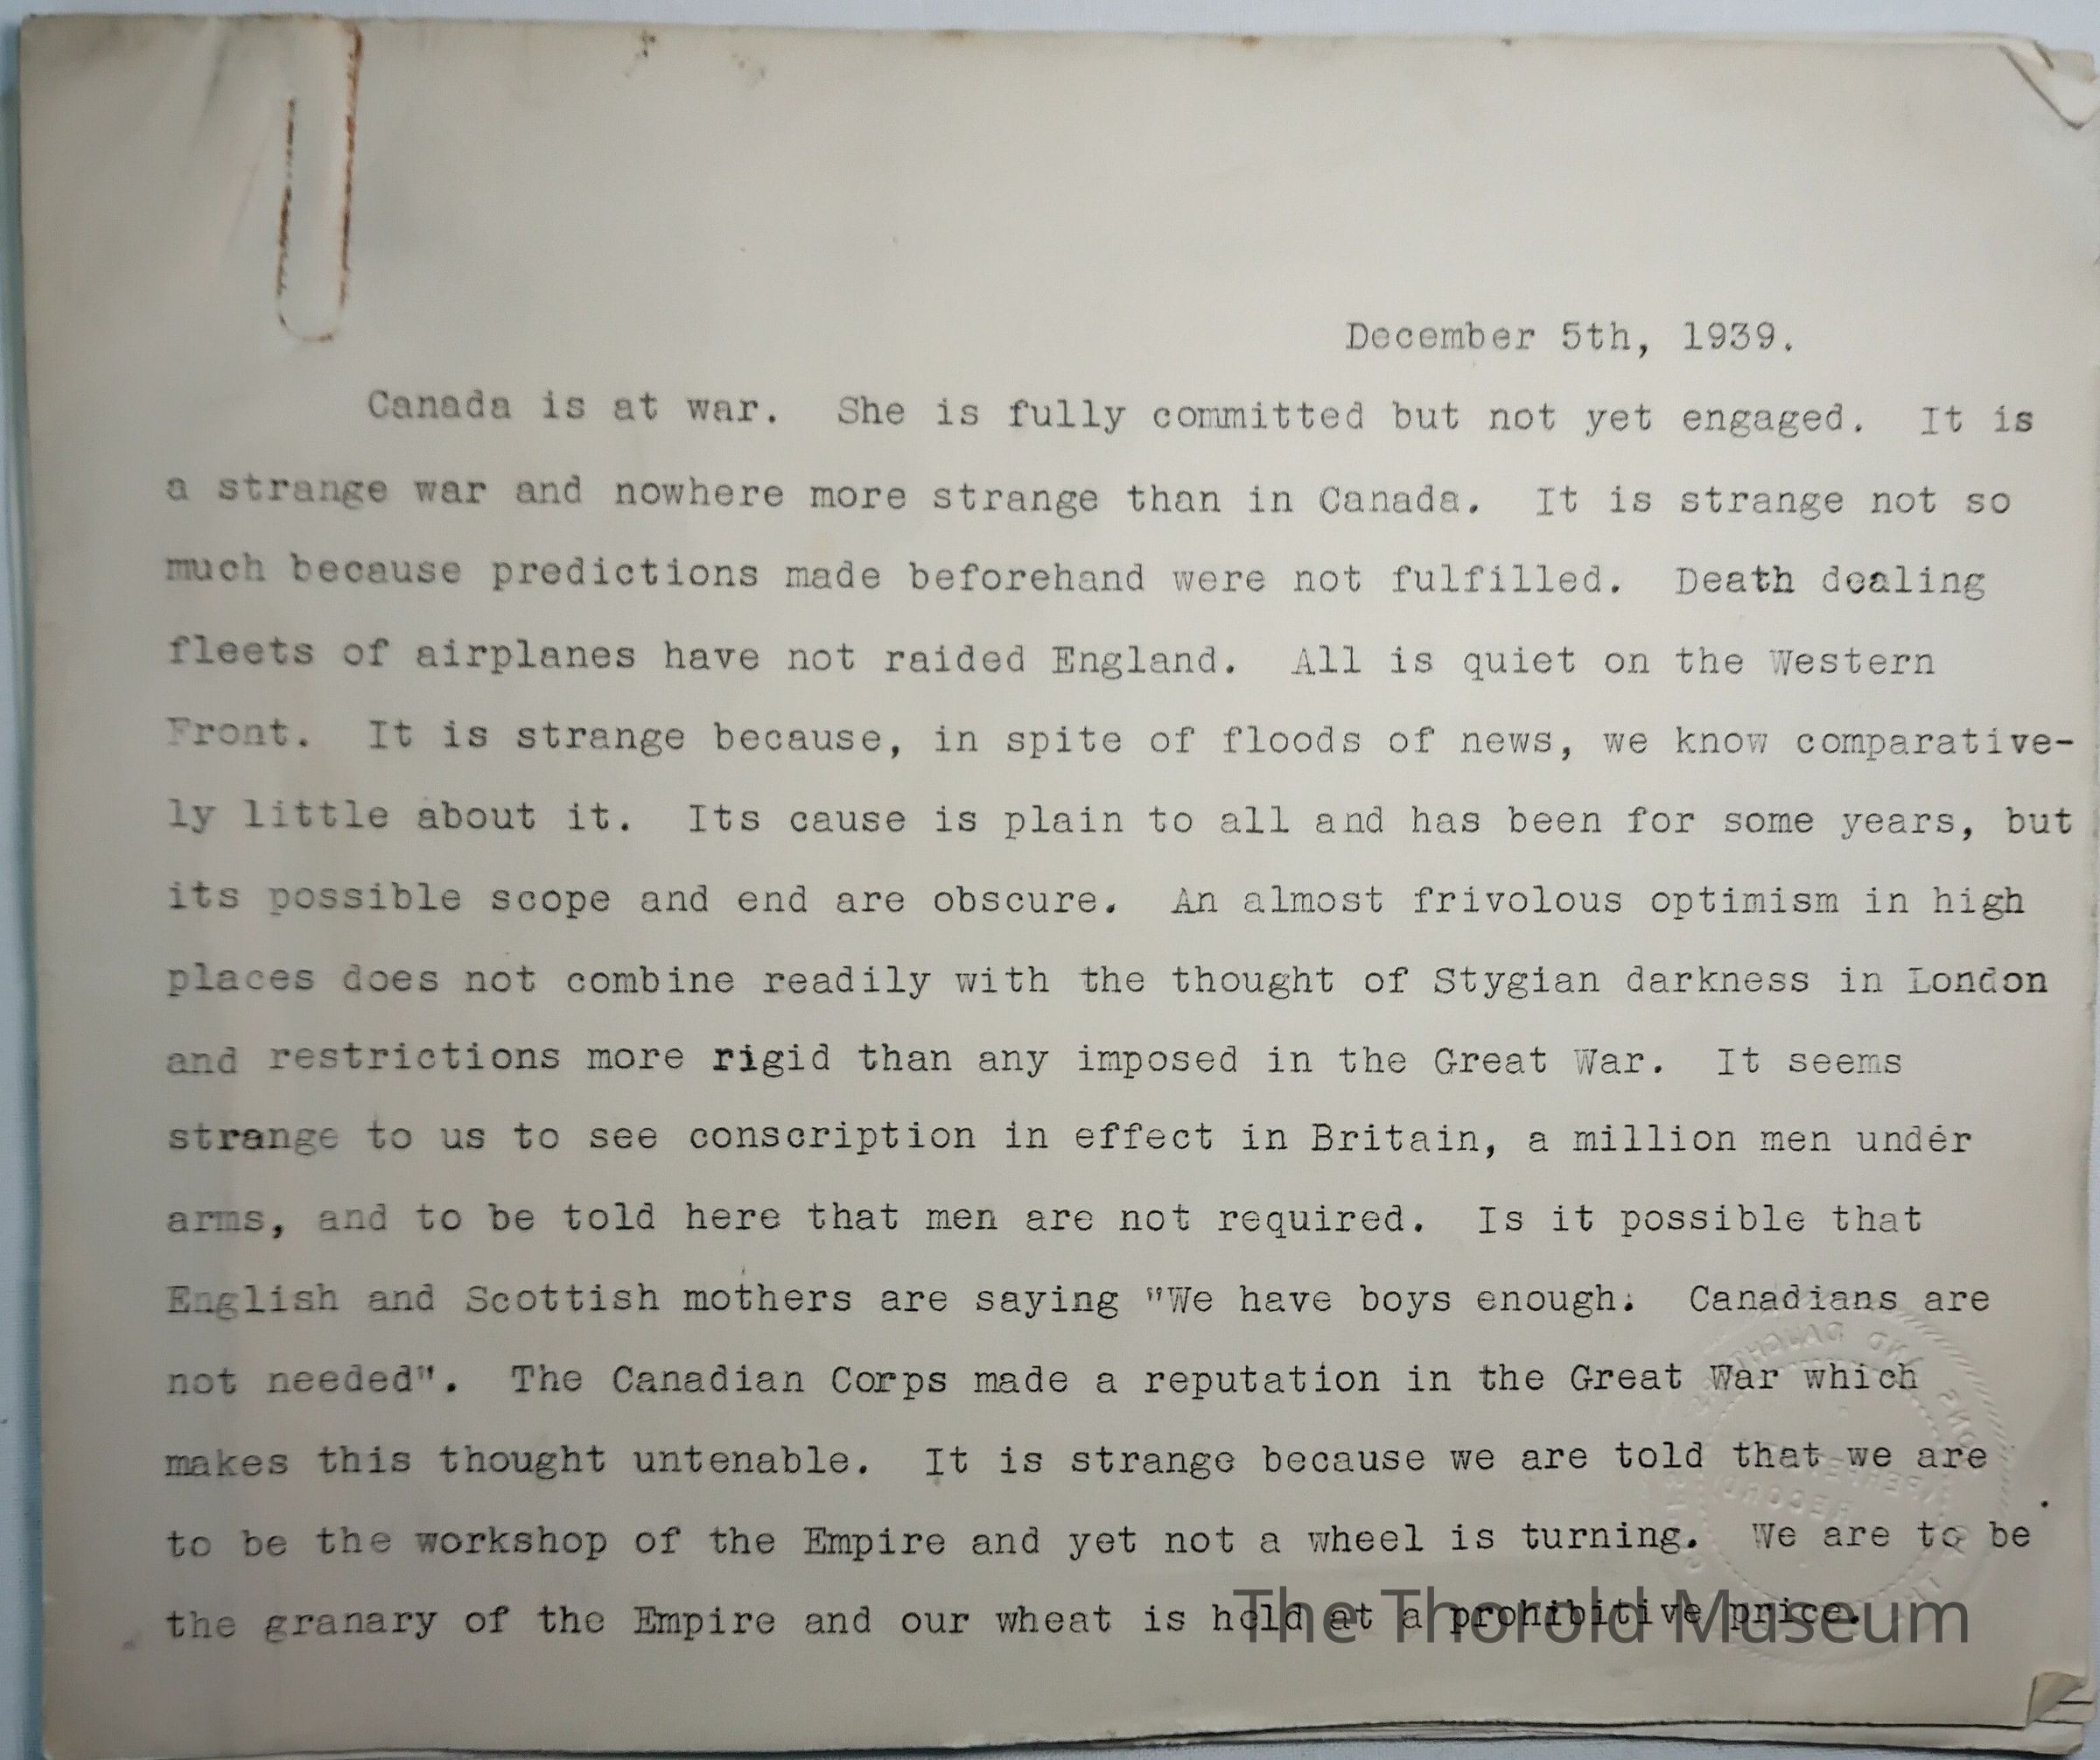 December 5th, 1939.
Canada is at war. She is fully committed but not yet engaged. It is
a strange war and nowhere more strange than in Canada. It is strange not so
much because predictions made beforehand were not fulfilled. Death dealing
fleets of airplanes have not raided England. All is quiet on the Western
Front. It is strange because, in spite of floods of news, we know comparative-
ly little about it. Its cause is plain to all and has been for some years, but
its possible scope and end are obscure. An almost frivolous optimism in high
places does not combine readily with the thought of Stygian darkness in London
and restrictions more rigid than any imposed in the Great War. It seems
strange to us to see conscription in effect in Britain, a million men under
arms, and to be told here that men are not required. Is it possible that
English and Scottish mothers are saying "We have boys enough. Canadians are
not needed". The Canadian Corps made a reputation in the Great War which
makes this thought untenable. It is strange because we are told that we are
to be the workshop of the Empire and yet not a wheel is turning. We are to be
the granary of the Empire and our wheat is held at a prohibitive price.
The Thorold Museum